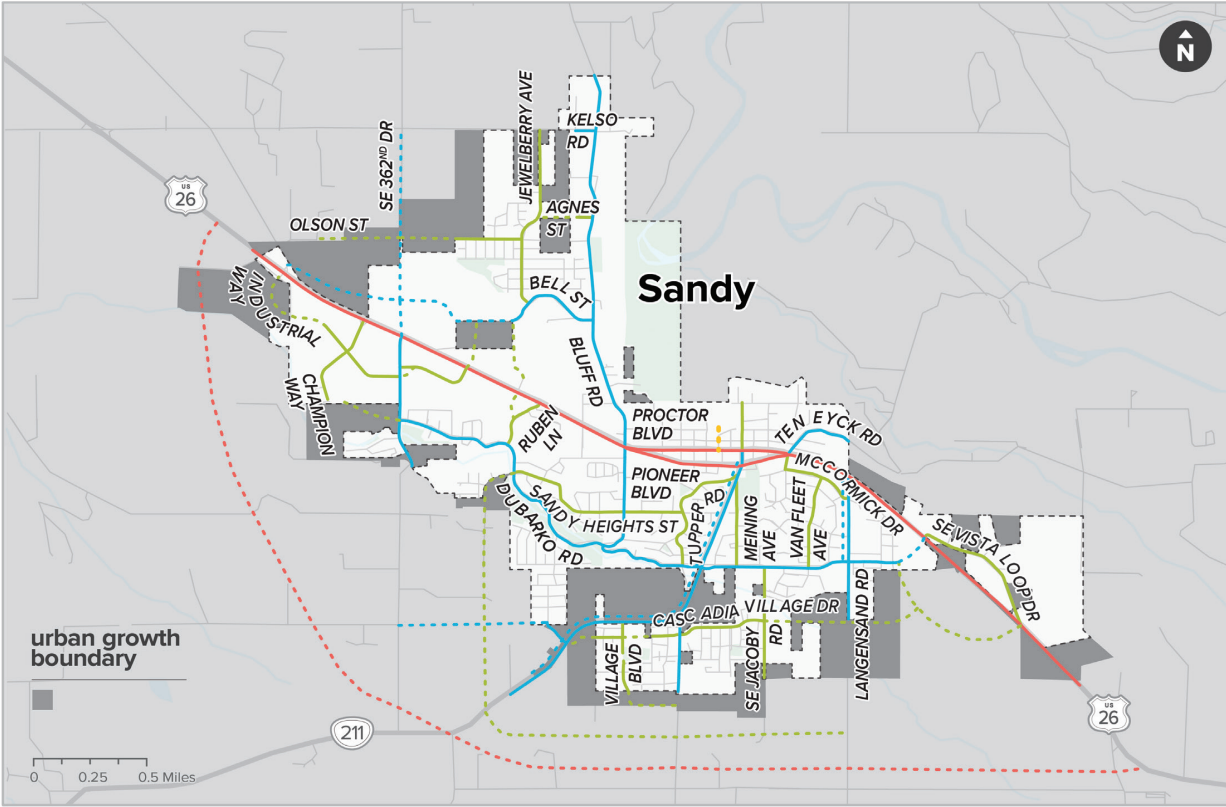 N
KELSO
RD
JEWELBERRY AVE
SE 362ND DR
US
26
OLSON ST
AGNES
ST
Sandy
BELL ST
INDUSTRIAL
WAY
BLUFF RD
CHAMPION
WAY
RUBEN
LN
PROCTOR
BLVD
TEN EYCK RD
PIONEER
BLVD
MCCORMICK DR
SANDY HEIGHTS ST
DUBARKO RD
TUPPER RD
MEINING
AVE
VAN FLEET
AVE
SE VISTA LOOP DR
CASCADIA VILLAGE DR
LANGENSAND RD
VILLAGE
BLVD
SE JACOBY
RD
urban growth
boundary
211
US
26
0 0.25 0.5 Miles